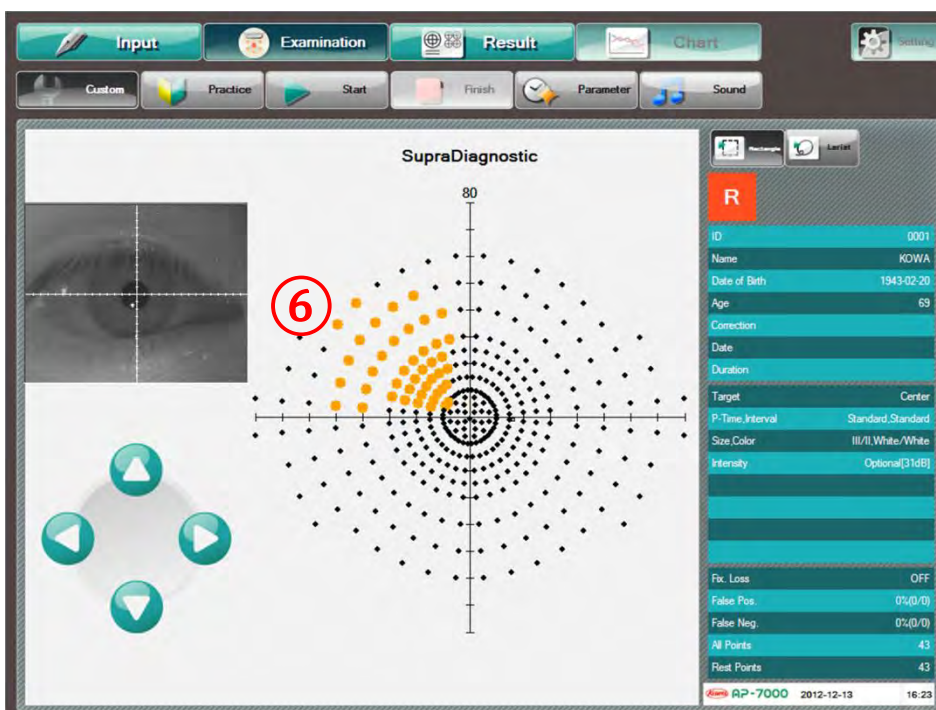 Input
Examination
Result
Chart
Setting
Custom
Practice
Start
Finish
Parameter
Sound
SupraDiagnostic
80
⑥
Rectangle
Lariat
R
ID 0001
Name KOWA
Date of Birth 1943-02-20
Age 69
Correction
Date
Duration
Target Center
P-Time,Interval Standard,Standard
Size,Color III/II,White/White
Intensity Optional[31dB]
Fix. Loss OFF
False Pos. 0%(0/0)
False Neg. 0%(0/0)
All Points 43
Rest Points 43
Kowa AP-7000 2012-12-13 16:23